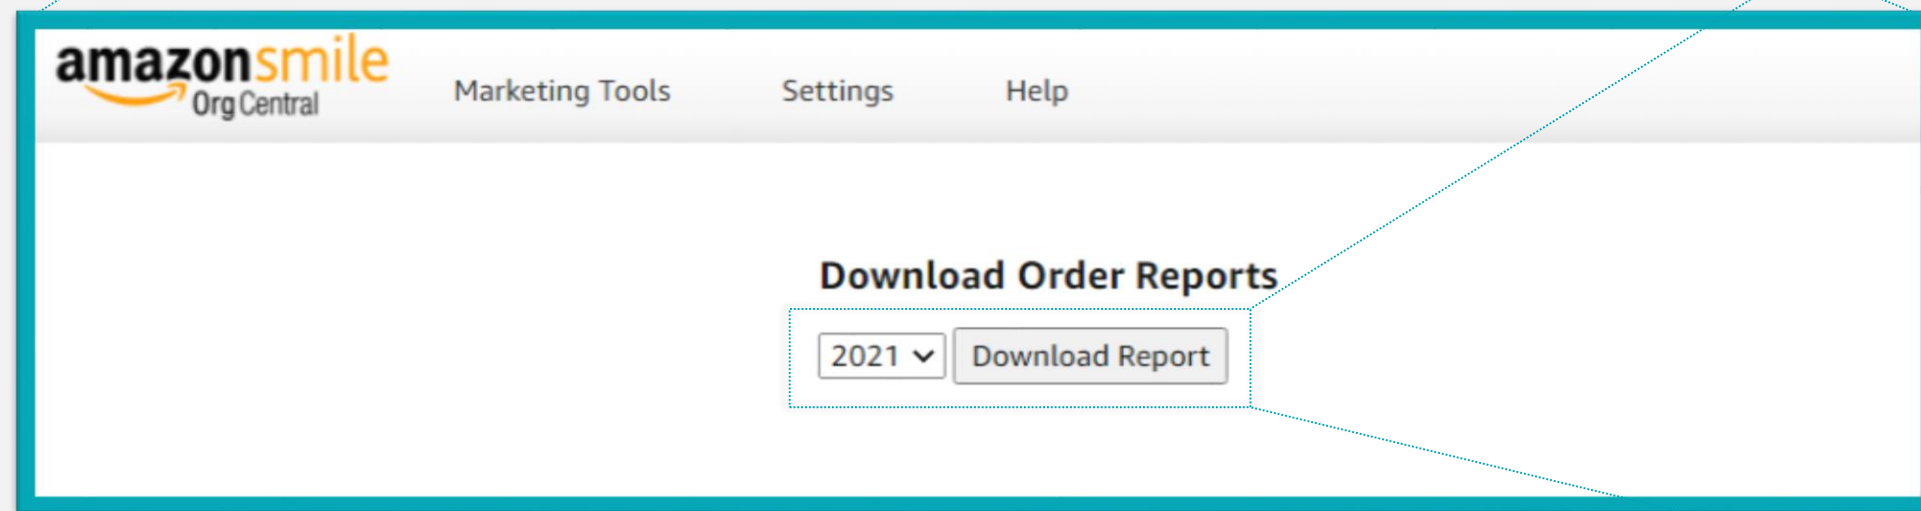 amazonsmile
Org Central
Marketing Tools Settings Help
Download Order Reports
2021 Download Report